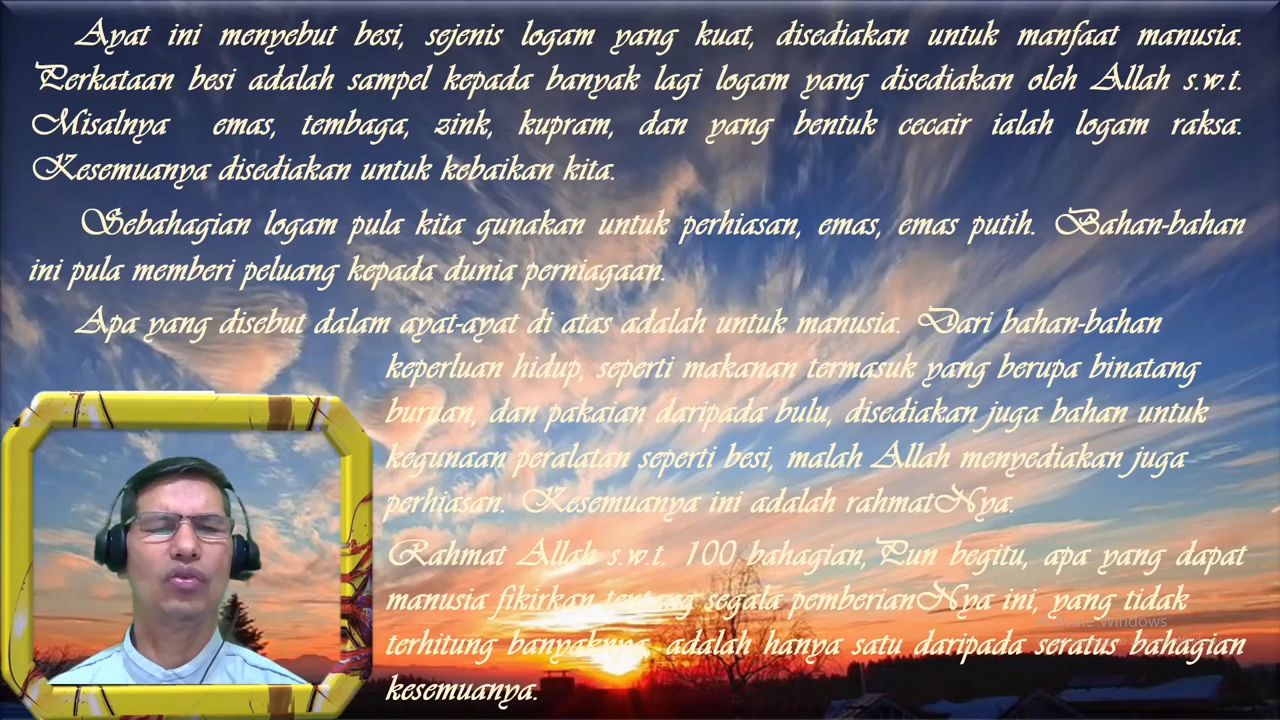 Ayat ini menyebut besi, sejenis logam yang kuat, disediakan untuk manfaat manusia.
Perkataan besi adalah sampel kepada banyak lagi logam yang disediakan oleh Allah s.w.t.
Misalnya emas, tembaga, zink, kupram, dan yang bentuk cecair ialah logam raksa.
Kesemuanya disediakan untuk kebaikan kita.
Sebahagian logam pula kita gunakan untuk perhiasan, emas, emas putih. Bahan-bahan
ini pula memberi peluang kepada dunia perniagaan.
Apa yang disebut dalam ayat-ayat di atas adalah untuk manusia. Dari bahan-bahan
keperluan hidup, seperti makanan termasuk yang berupa binatang
buruan, dan pakaian daripada bulu, disediakan juga bahan untuk
kegunaan peralatan seperti besi, malah Allah menyediakan juga
perhiasan. Kesemuanya ini adalah rahmatNya.
Rahmat Allah s.w.t. 100 bahagian, Pun begitu, apa yang dapat
manusia fikirkan tentang segala pemberianNya ini, yang tidak
Activate Windows
terhitung banyaknya, adalah hanya satu daripada seratus bahagian
kesemuanya.